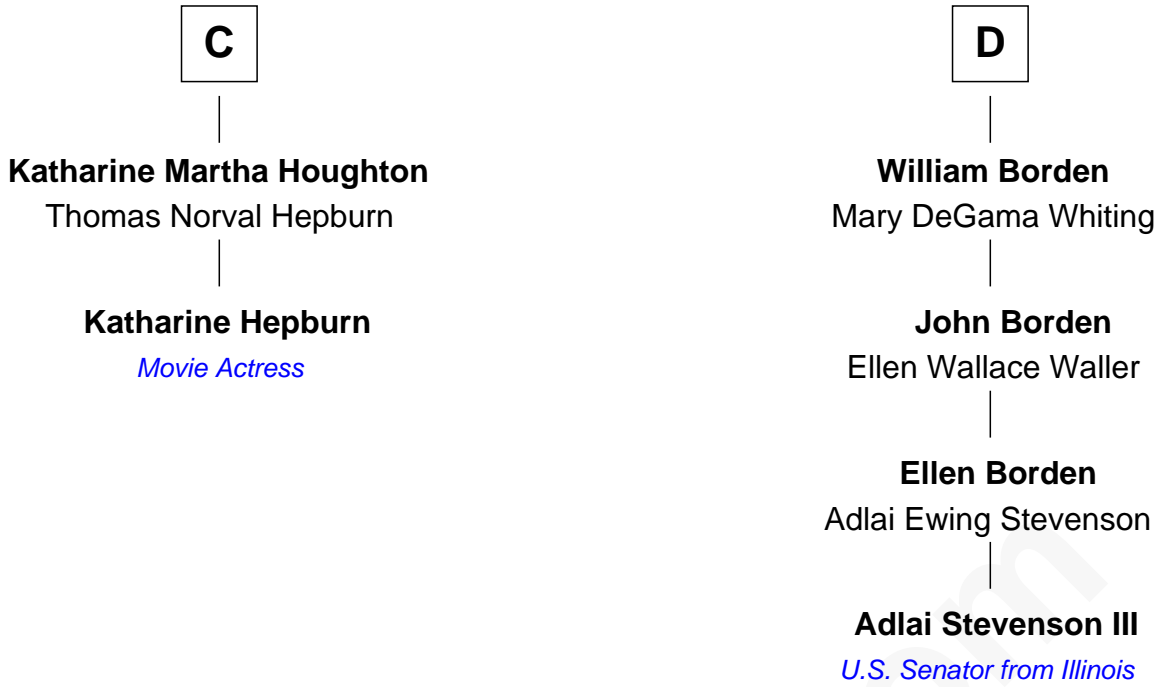 C
Katharine Martha Houghton
Thomas Norval Hepburn
Katharine Hepburn
Movie Actress
D
William Borden
Mary DeGama Whiting
John Borden
Ellen Wallace Waller
Ellen Borden
Adlai Ewing Stevenson
Adlai Stevenson III
U.S. Senator from Illinois